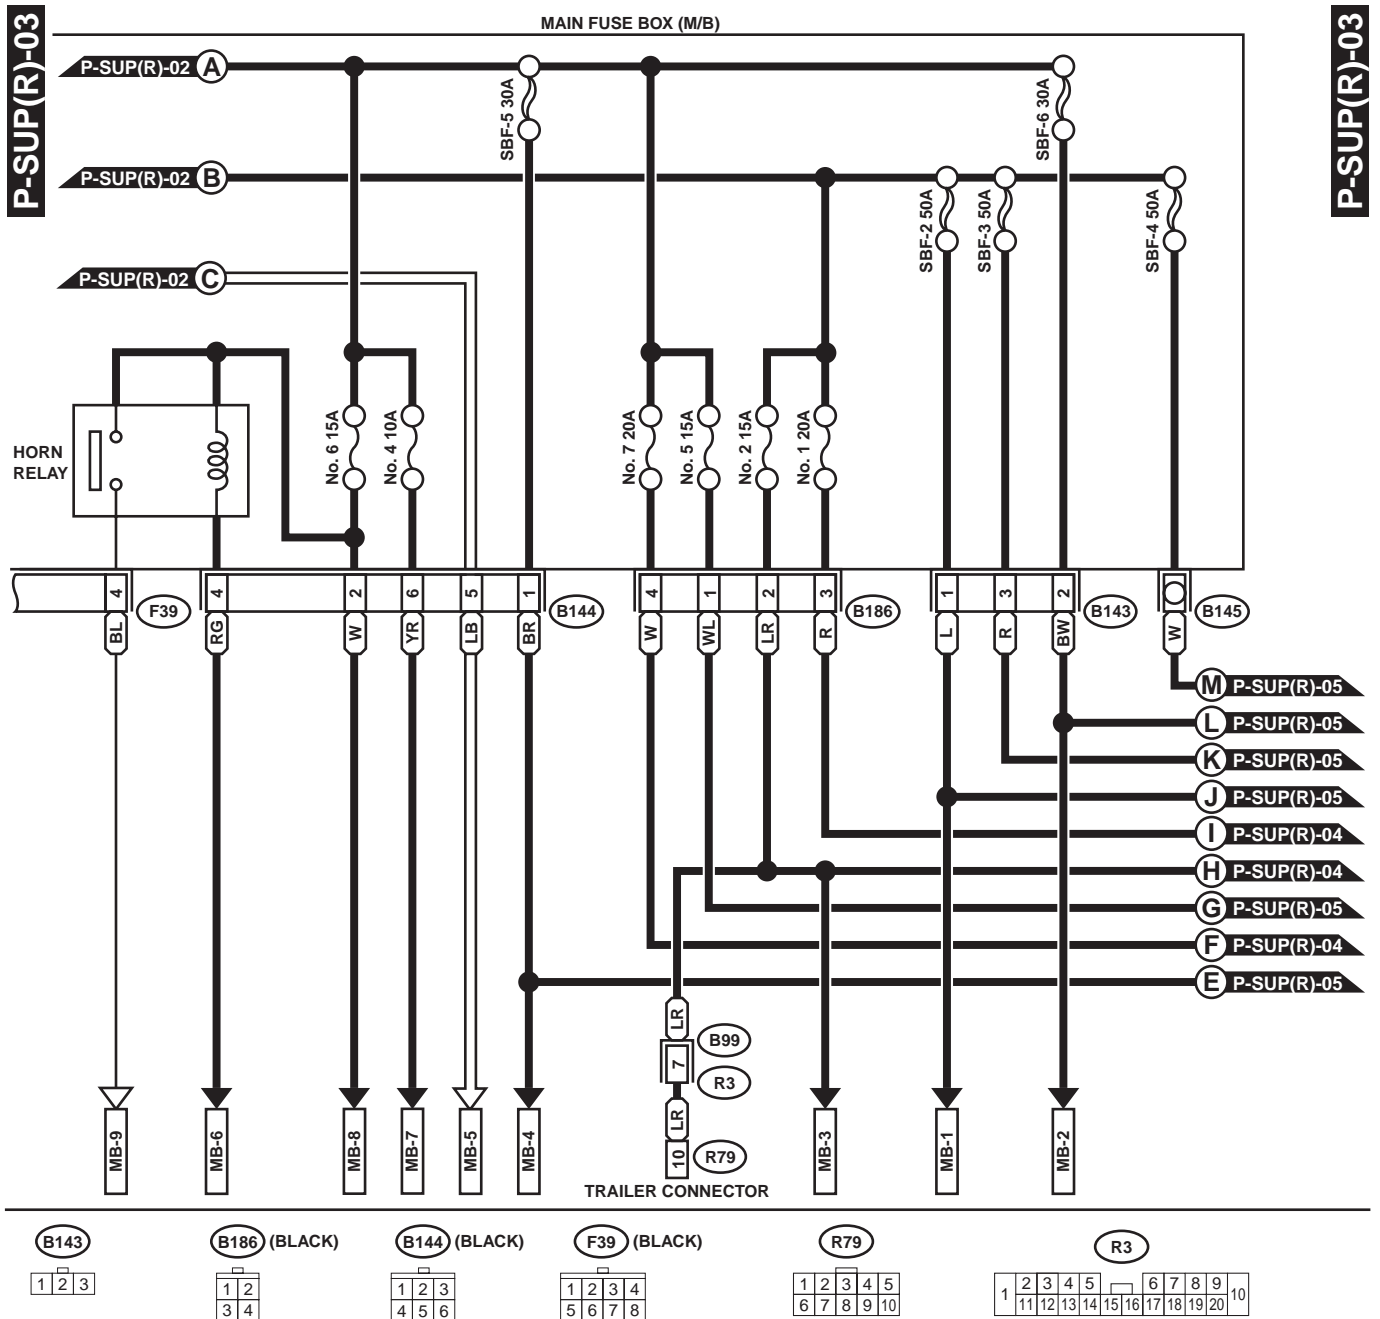 P-SUP(R)-03
MAIN FUSE BOX (M/B)
P-SUP(R)-03
P-SUP(R)-02 A
SBF-5 30A
SBF-6 30A
P-SUP(R)-02 B
SBF-2 50A
SBF-3 50A
SBF-4 50A
P-SUP(R)-02 C
HORN
RELAY
No. 6 15A
No. 4 10A
No. 7 20A
No. 5 15A
No. 2 15A
No. 1 20A
4 F39
4 2 6 5 1 B144
4 1 2 3 B186
1 3 2 B143
B145
BL RG W YR LB BR W WL LR R L R BW W
M P-SUP(R)-05
L P-SUP(R)-05
K P-SUP(R)-05
J P-SUP(R)-05
I P-SUP(R)-04
H P-SUP(R)-04
G P-SUP(R)-05
F P-SUP(R)-04
E P-SUP(R)-05
LR
B99
7
R3
LR
10 R79
TRAILER CONNECTOR
MB-9 MB-6 MB-8 MB-7 MB-5 MB-4 MB-3 MB-1 MB-2
B143
1 2 3
B186 (BLACK)
1 2
3 4
B144 (BLACK)
1 2 3
4 5 6
F39 (BLACK)
1 2 3 4
5 6 7 8
R79
1 2 3 4 5
6 7 8 9 10
R3
1 2 3 4 5 6 7 8 9 10
11 12 13 14 15 16 17 18 19 20